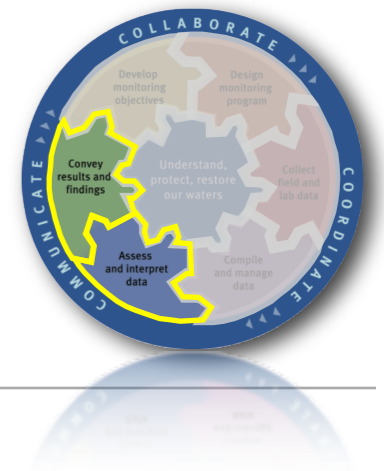 COLLABORATE
Develop
monitoring
objectives
Design
monitoring
program
Convey
results and
findings
Understand,
protect, restore
our waters
Collect
field and
lab data
Assess
and interpret
data
Compile
and manage
data
COORDINATE
COMMUNICATE